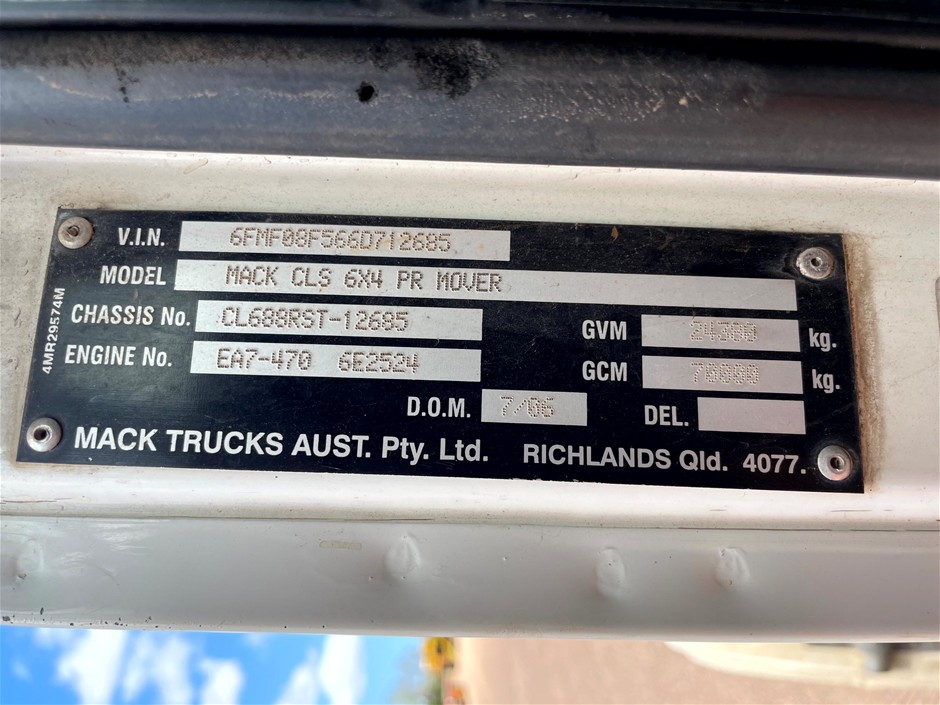 V.I.N. 6FMF08F566D712685
MODEL MACK CLS 6X4 PR MOVER
CHASSIS No. CL688RST-12685
ENGINE No. EA7-470 6E2524
GVM kg.
GCM 70000 kg.
D.O.M. 7/06
DEL.
MACK TRUCKS AUST. Pty. Ltd. RICHLANDS Qld. 4077.
4MR29574M